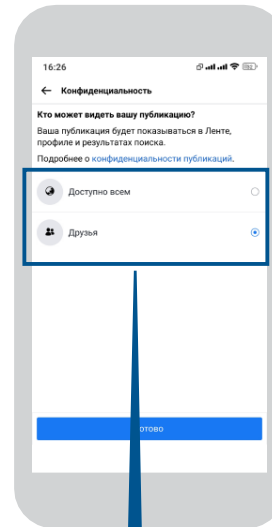 16:26
Конфиденциальность
Кто может видеть вашу публикацию?
Ваша публикация будет показываться в Ленте,
профиле и результатах поиска.
Подробнее о конфиденциальности публикаций.
Доступно всем
Друзья